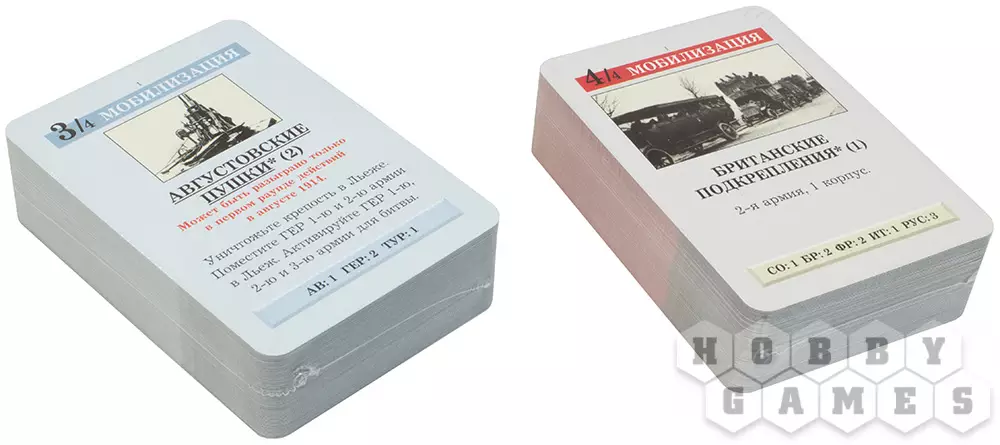 1
3/4 МОБИЛИЗАЦИЯ
АВГУСТОВСКИЕ
ПУШКИ* (2)
Может быть разыграно только
в первом раунде действий
в августе 1914.
Уничтожьте крепость в Льеже.
Поместите ГЕР 1-ю и 2-ю армии
в Льеж. Активируйте ГЕР 1-ю,
2-ю и 3-ю армии для битвы.
АВ: 1 ГЕР: 2 ТУР: 1
1
4/4 МОБИЛИЗАЦИЯ
БРИТАНСКИЕ
ПОДКРЕПЛЕНИЯ* (1)
2-я армия, 1 корпус.
СО: 1 БР: 2 ФР: 2 ИТ: 1 РУС: 3
HOBBY
GAMES